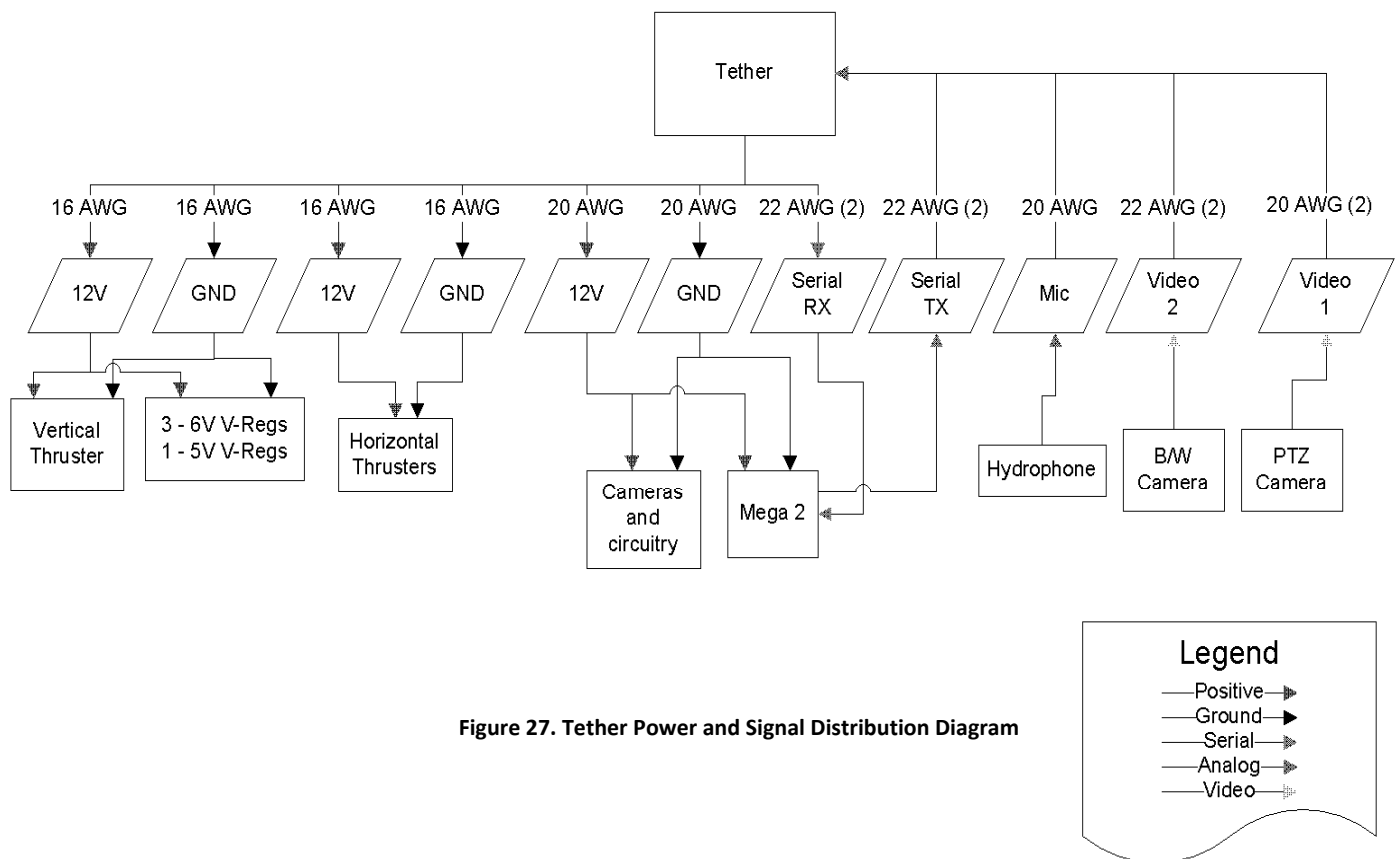 Tether
16 AWG 16 AWG 16 AWG 16 AWG 20 AWG 20 AWG 22 AWG (2) 22 AWG (2) 20 AWG 22 AWG (2) 20 AWG (2)
12V
GND
12V
GND
12V
GND
Serial
RX
Serial
TX
Mic
Video
2
Video
1
Vertical
Thruster
3 - 6V V-Regs
1 - 5V V-Regs
Horizontal
Thrusters
Cameras
and
circuitry
Mega 2
Hydrophone
B/W
Camera
PTZ
Camera
Legend
Positive
Ground
Serial
Analog
Video
Figure 27. Tether Power and Signal Distribution Diagram